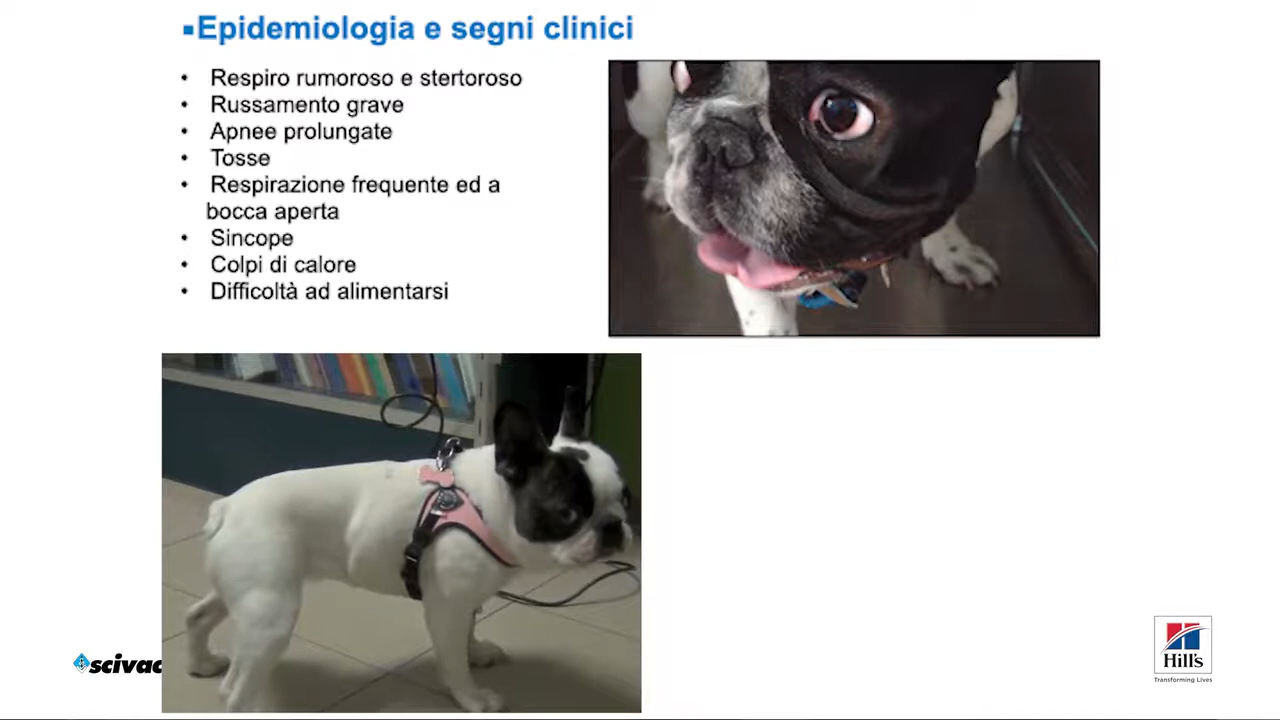 Epidemiologia e segni clinici
• Respiro rumoroso e stertoroso
• Russamento grave
• Apnee prolungate
• Tosse
• Respirazione frequente ed a
bocca aperta
• Sincope
• Colpi di calore
• Difficoltà ad alimentarsi
scivac
Hill's
Transforming Lives